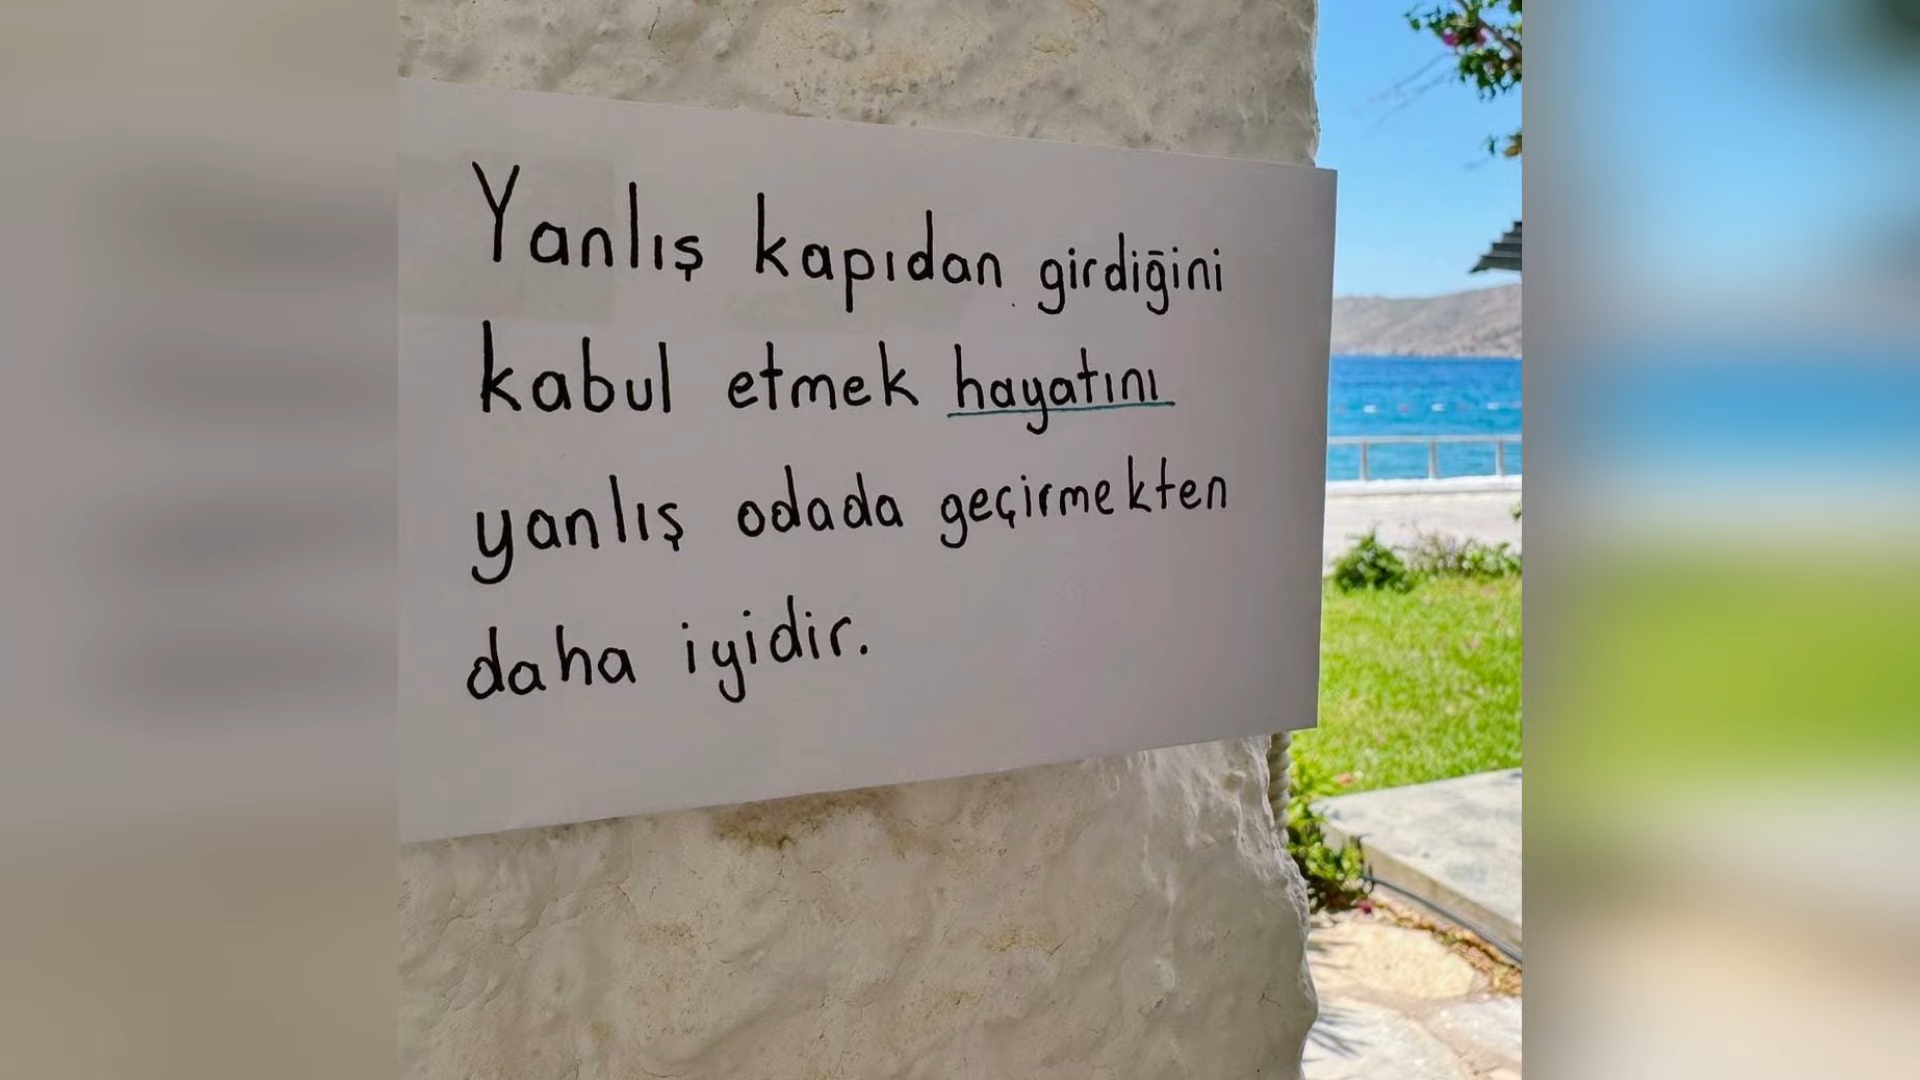 Yanlış kapıdan girdiğini
kabul etmek hayatını
yanlış odada geçirmekten
daha iyidir.